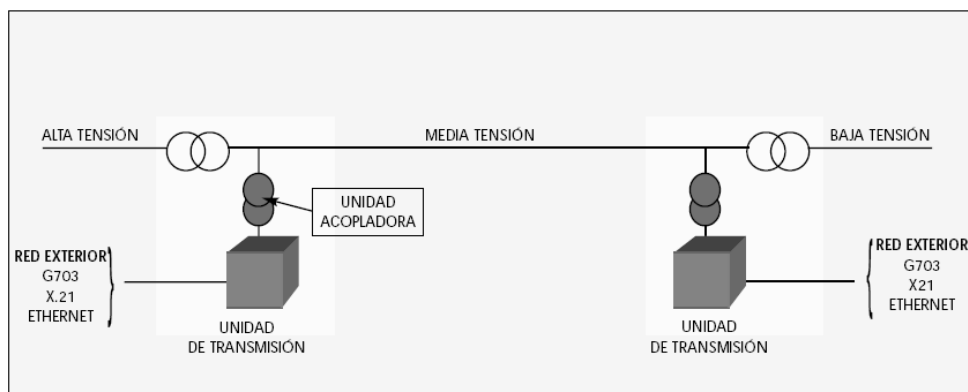 ALTA TENSIÓN
MEDIA TENSIÓN
BAJA TENSIÓN
UNIDAD
ACOPLADORA
RED EXTERIOR
G703
X.21
ETHERNET
UNIDAD
DE TRANSMISIÓN
UNIDAD
DE TRANSMISIÓN
RED EXTERIOR
G703
X21
ETHERNET